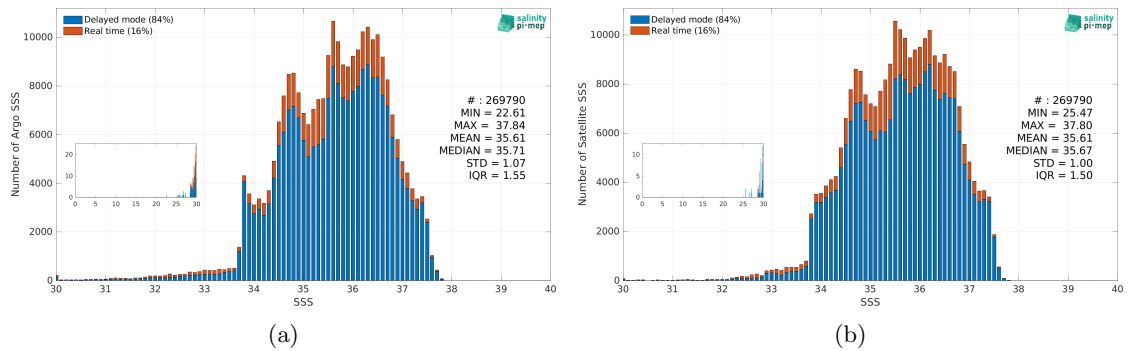 Delayed mode (84%)
Real time (16%)
salinity
pi-mep
10000
8000
6000
4000
2000
0
Number of Argo SSS
# : 269790
MIN = 22.61
MAX = 37.84
MEAN = 35.61
MEDIAN = 35.71
STD = 1.07
IQR = 1.55
20
10
0
0 5 10 15 20 25 30
30 31 32 33 34 35 36 37 38 39 40
SSS
(a)
Delayed mode (84%)
Real time (16%)
salinity
pi-mep
10000
8000
6000
4000
2000
0
Number of Satellite SSS
# : 269790
MIN = 25.47
MAX = 37.80
MEAN = 35.61
MEDIAN = 35.67
STD = 1.00
IQR = 1.50
10
5
0
0 5 10 15 20 25 30
30 31 32 33 34 35 36 37 38 39 40
SSS
(b)